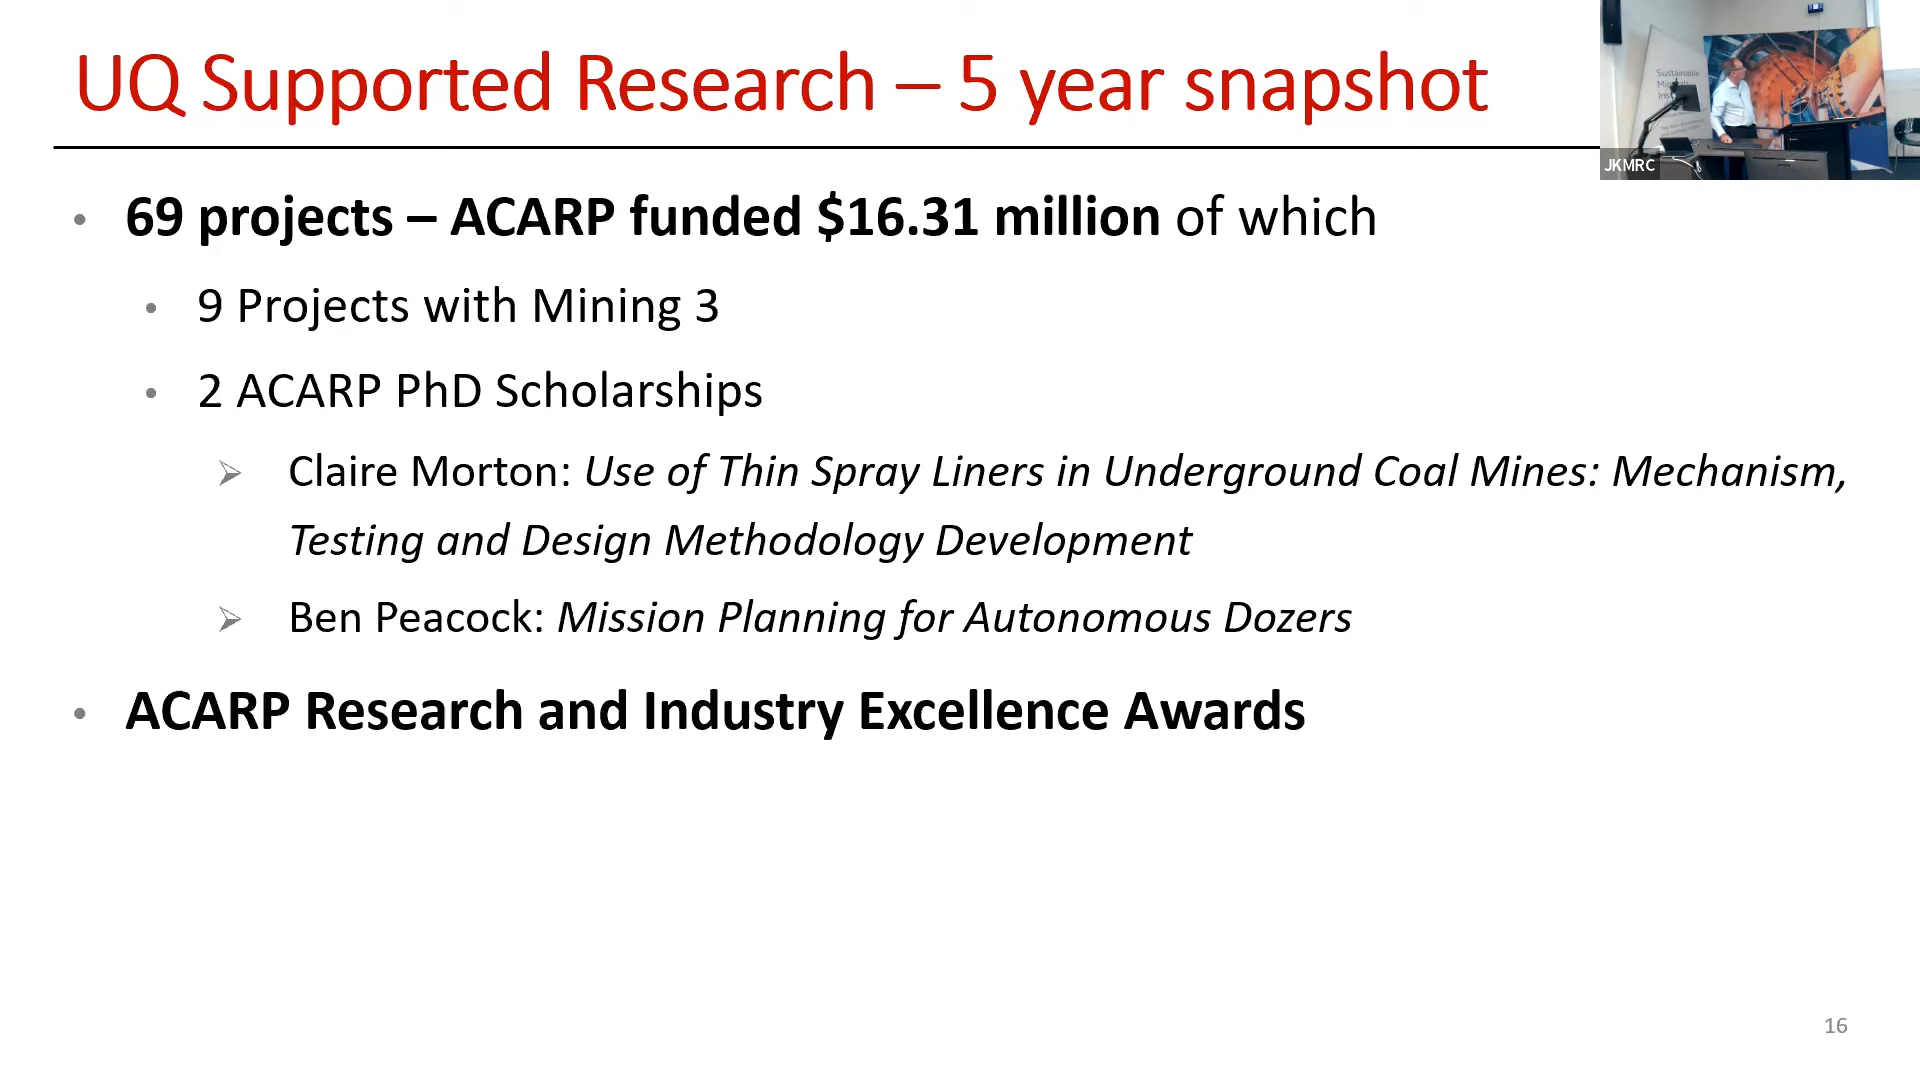 UQ Supported Research – 5 year snapshot
Sustainable
JKMRC
• 69 projects – ACARP funded $16.31 million of which
• 9 Projects with Mining 3
• 2 ACARP PhD Scholarships
➢ Claire Morton: Use of Thin Spray Liners in Underground Coal Mines: Mechanism,
Testing and Design Methodology Development
➢ Ben Peacock: Mission Planning for Autonomous Dozers
• ACARP Research and Industry Excellence Awards
16